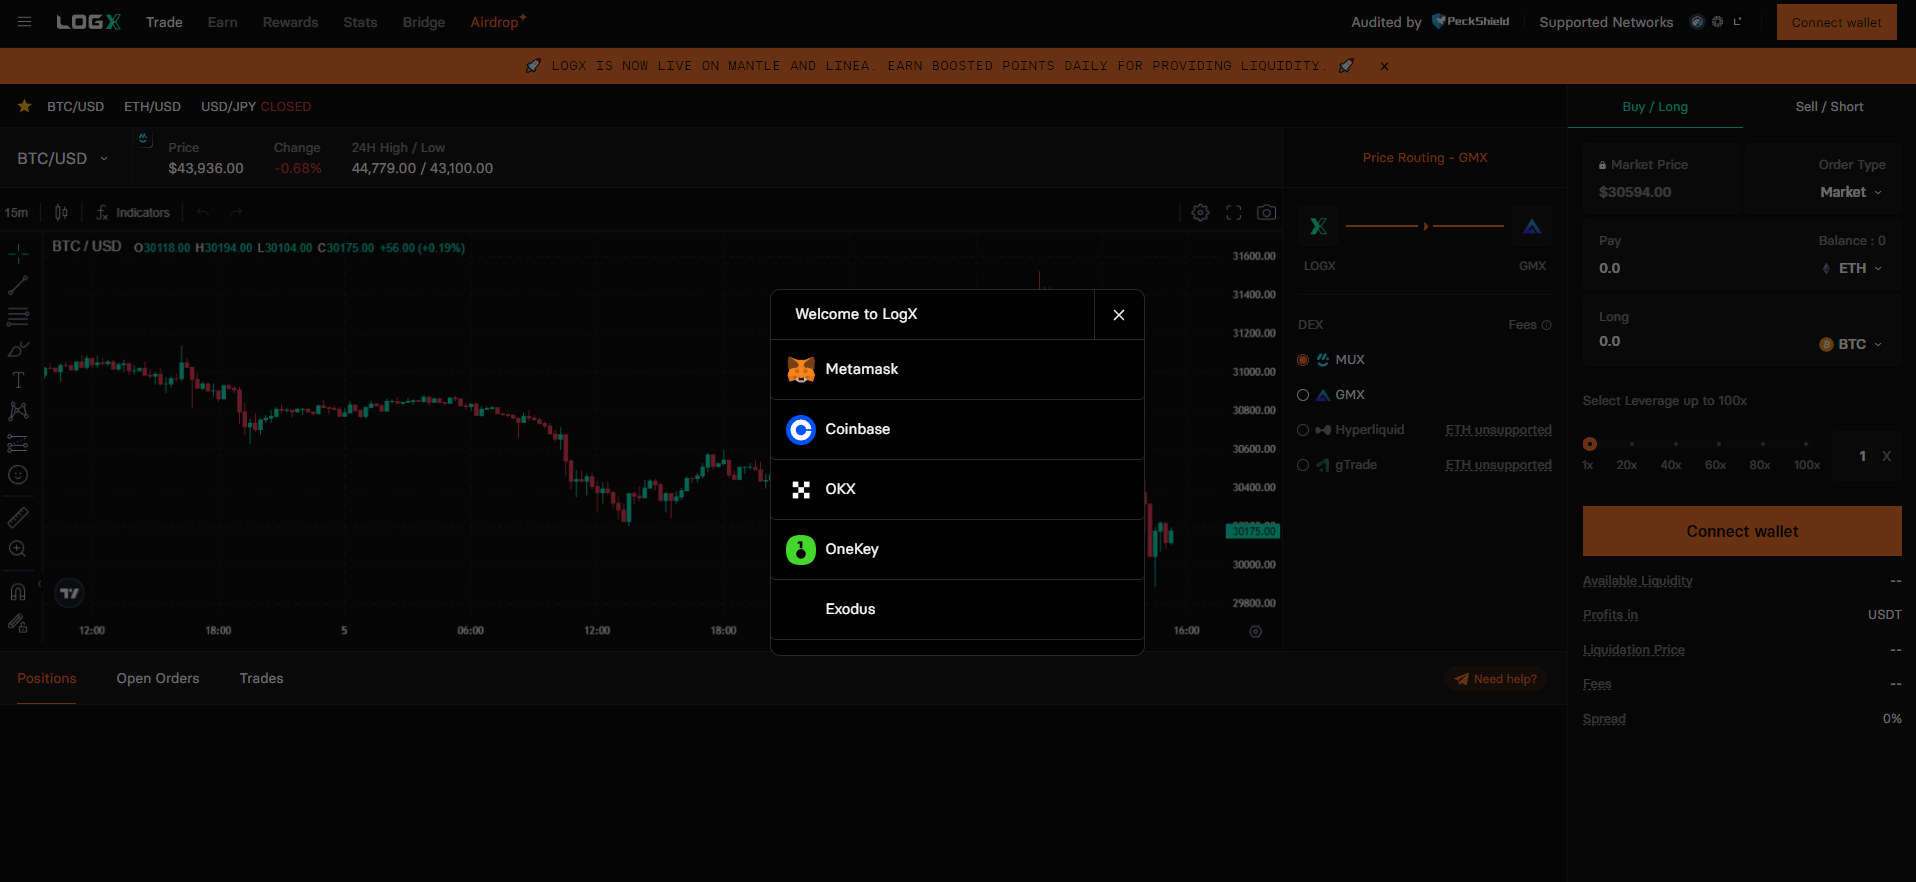 LOGX Trade Earn Rewards Stats Bridge Airdrop Audited by PeckShield Supported Networks Connect wallet
LOGX IS NOW LIVE ON MANTLE AND LINEA. EARN BOOSTED POINTS DAILY FOR PROVIDING LIQUIDITY.
BTC/USD ETH/USD USD/JPY CLOSED
BTC/USD
Price Change 24H High / Low
$43,936.00 -0.68% 44,779.00 / 43,100.00
15m Indicators
BTC / USD O30118.00 H30194.00 L30104.00 C30175.00 +56.00 (+0.19%)
31600.00
31400.00
31200.00
31000.00
30800.00
30600.00
30400.00
30175.00
30000.00
29800.00
12:00 18:00 5 06:00 12:00 18:00 16:00
Welcome to LogX
Metamask
Coinbase
OKX
OneKey
Exodus
Price Routing - GMX
LOGX GMX
DEX Fees
MUX
GMX
Hyperliquid ETH unsupported
gTrade ETH unsupported
Buy / Long Sell / Short
Market Price Order Type
$30594.00 Market
Pay Balance : 0
0.0 ETH
Long
0.0 BTC
Select Leverage up to 100x
1x 20x 40x 60x 80x 100x
1 X
Connect wallet
Available Liquidity --
Profits in USDT
Liquidation Price --
Fees --
Spread 0%
Positions Open Orders Trades Need help?